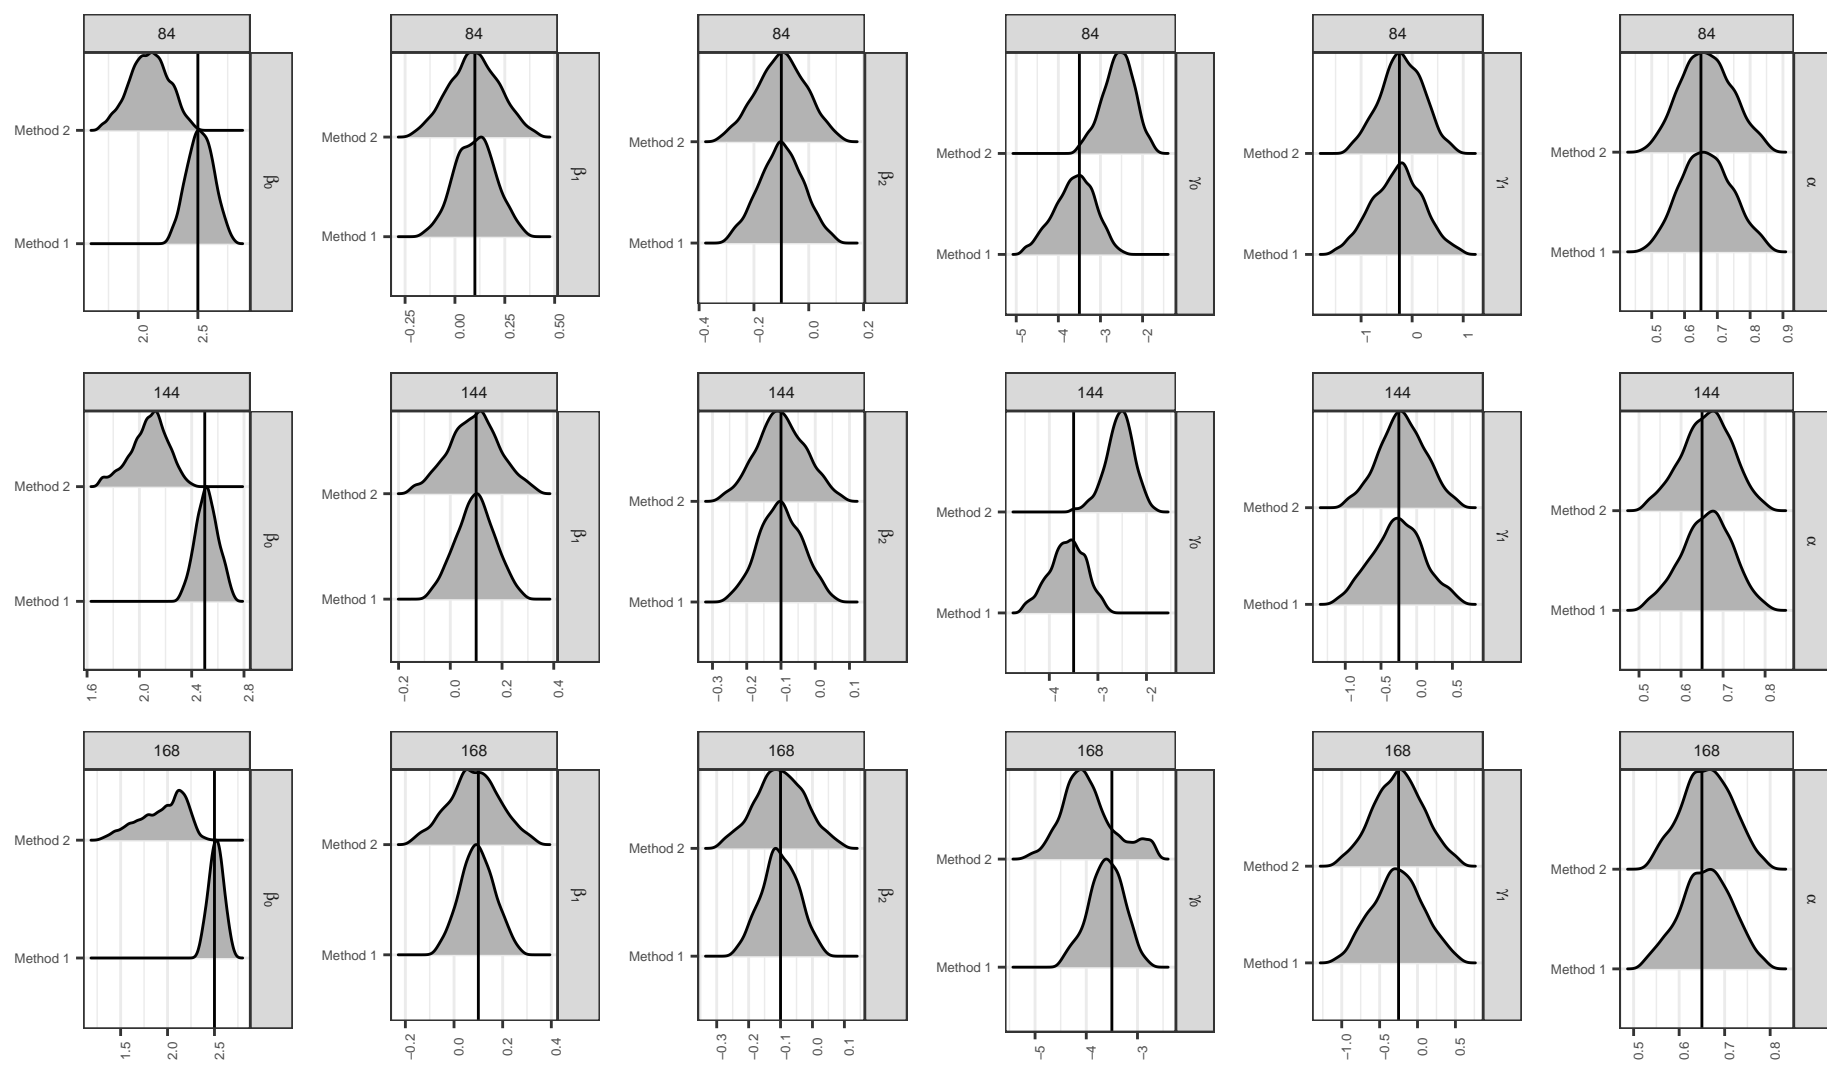 84 84 84 84 84 84
Method 2 Method 1 β0
Method 2 Method 1 β1
Method 2 Method 1 β2
Method 2 Method 1 γ0
Method 2 Method 1 γ1
Method 2 Method 1 α
2.0 2.5
−0.25 0.00 0.25 0.50
−0.4 −0.2 0.0 0.2
−5 −4 −3 −2
−1 0 1
0.5 0.6 0.7 0.8 0.9
144 144 144 144 144 144
Method 2 Method 1 β0
Method 2 Method 1 β1
Method 2 Method 1 β2
Method 2 Method 1 γ0
Method 2 Method 1 γ1
Method 2 Method 1 α
1.6 2.0 2.4 2.8
−0.2 0.0 0.2 0.4
−0.3 −0.2 −0.1 0.0 0.1
−4 −3 −2
−1.0 −0.5 0.0 0.5
0.5 0.6 0.7 0.8
168 168 168 168 168 168
Method 2 Method 1 β0
Method 2 Method 1 β1
Method 2 Method 1 β2
Method 2 Method 1 γ0
Method 2 Method 1 γ1
Method 2 Method 1 α
1.5 2.0 2.5
−0.2 0.0 0.2 0.4
−0.3 −0.2 −0.1 0.0 0.1
−5 −4 −3
−1.0 −0.5 0.0 0.5
0.5 0.6 0.7 0.8